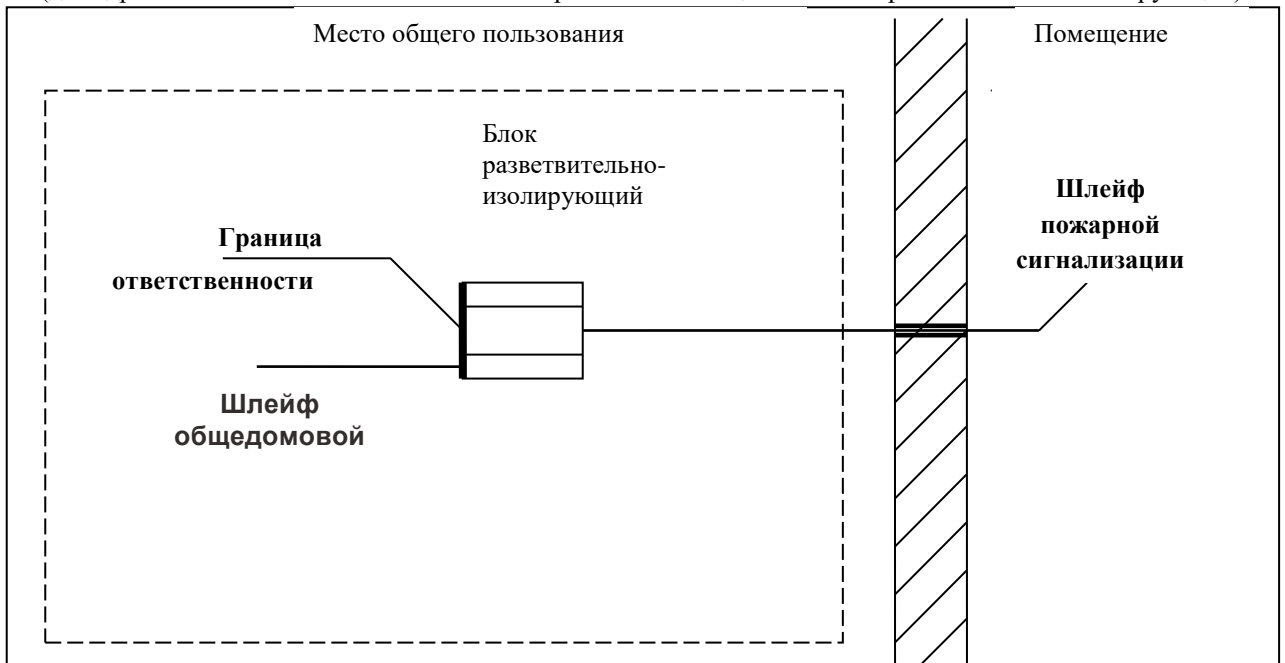 Место общего пользования
Помещение
Блок
разветвительно-
изолирующий
Граница
ответственности
Шлейф
пожарной
сигнализации
Шлейф
общедомовой